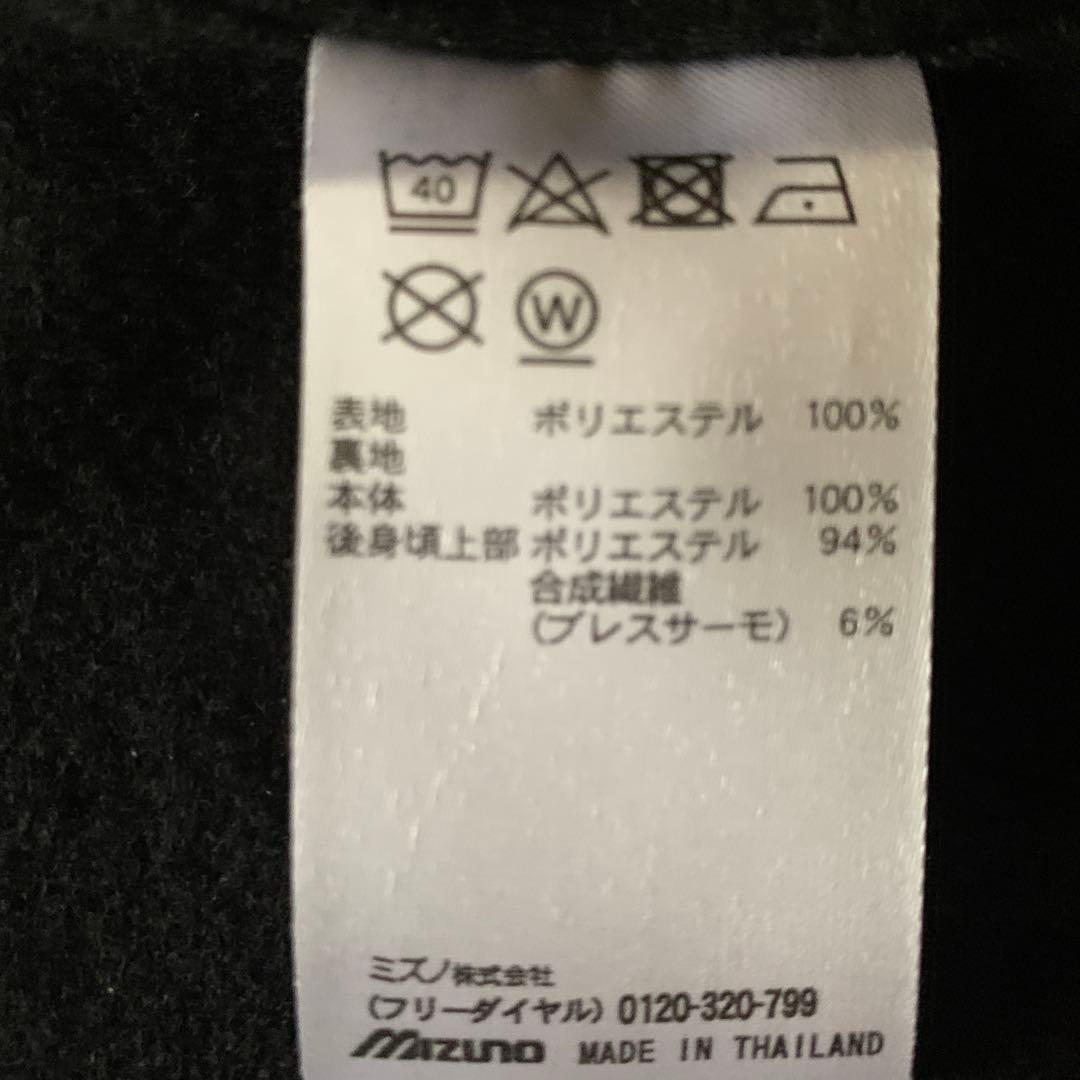 40
W
表地 ポリエステル 100%
裏地
本体 ポリエステル 100%
後身頃上部 ポリエステル 94%
合成繊維
(ブレスサーモ) 6%
ミズノ株式会社
(フリーダイヤル) 0120-320-799
Mizuno MADE IN THAILAND